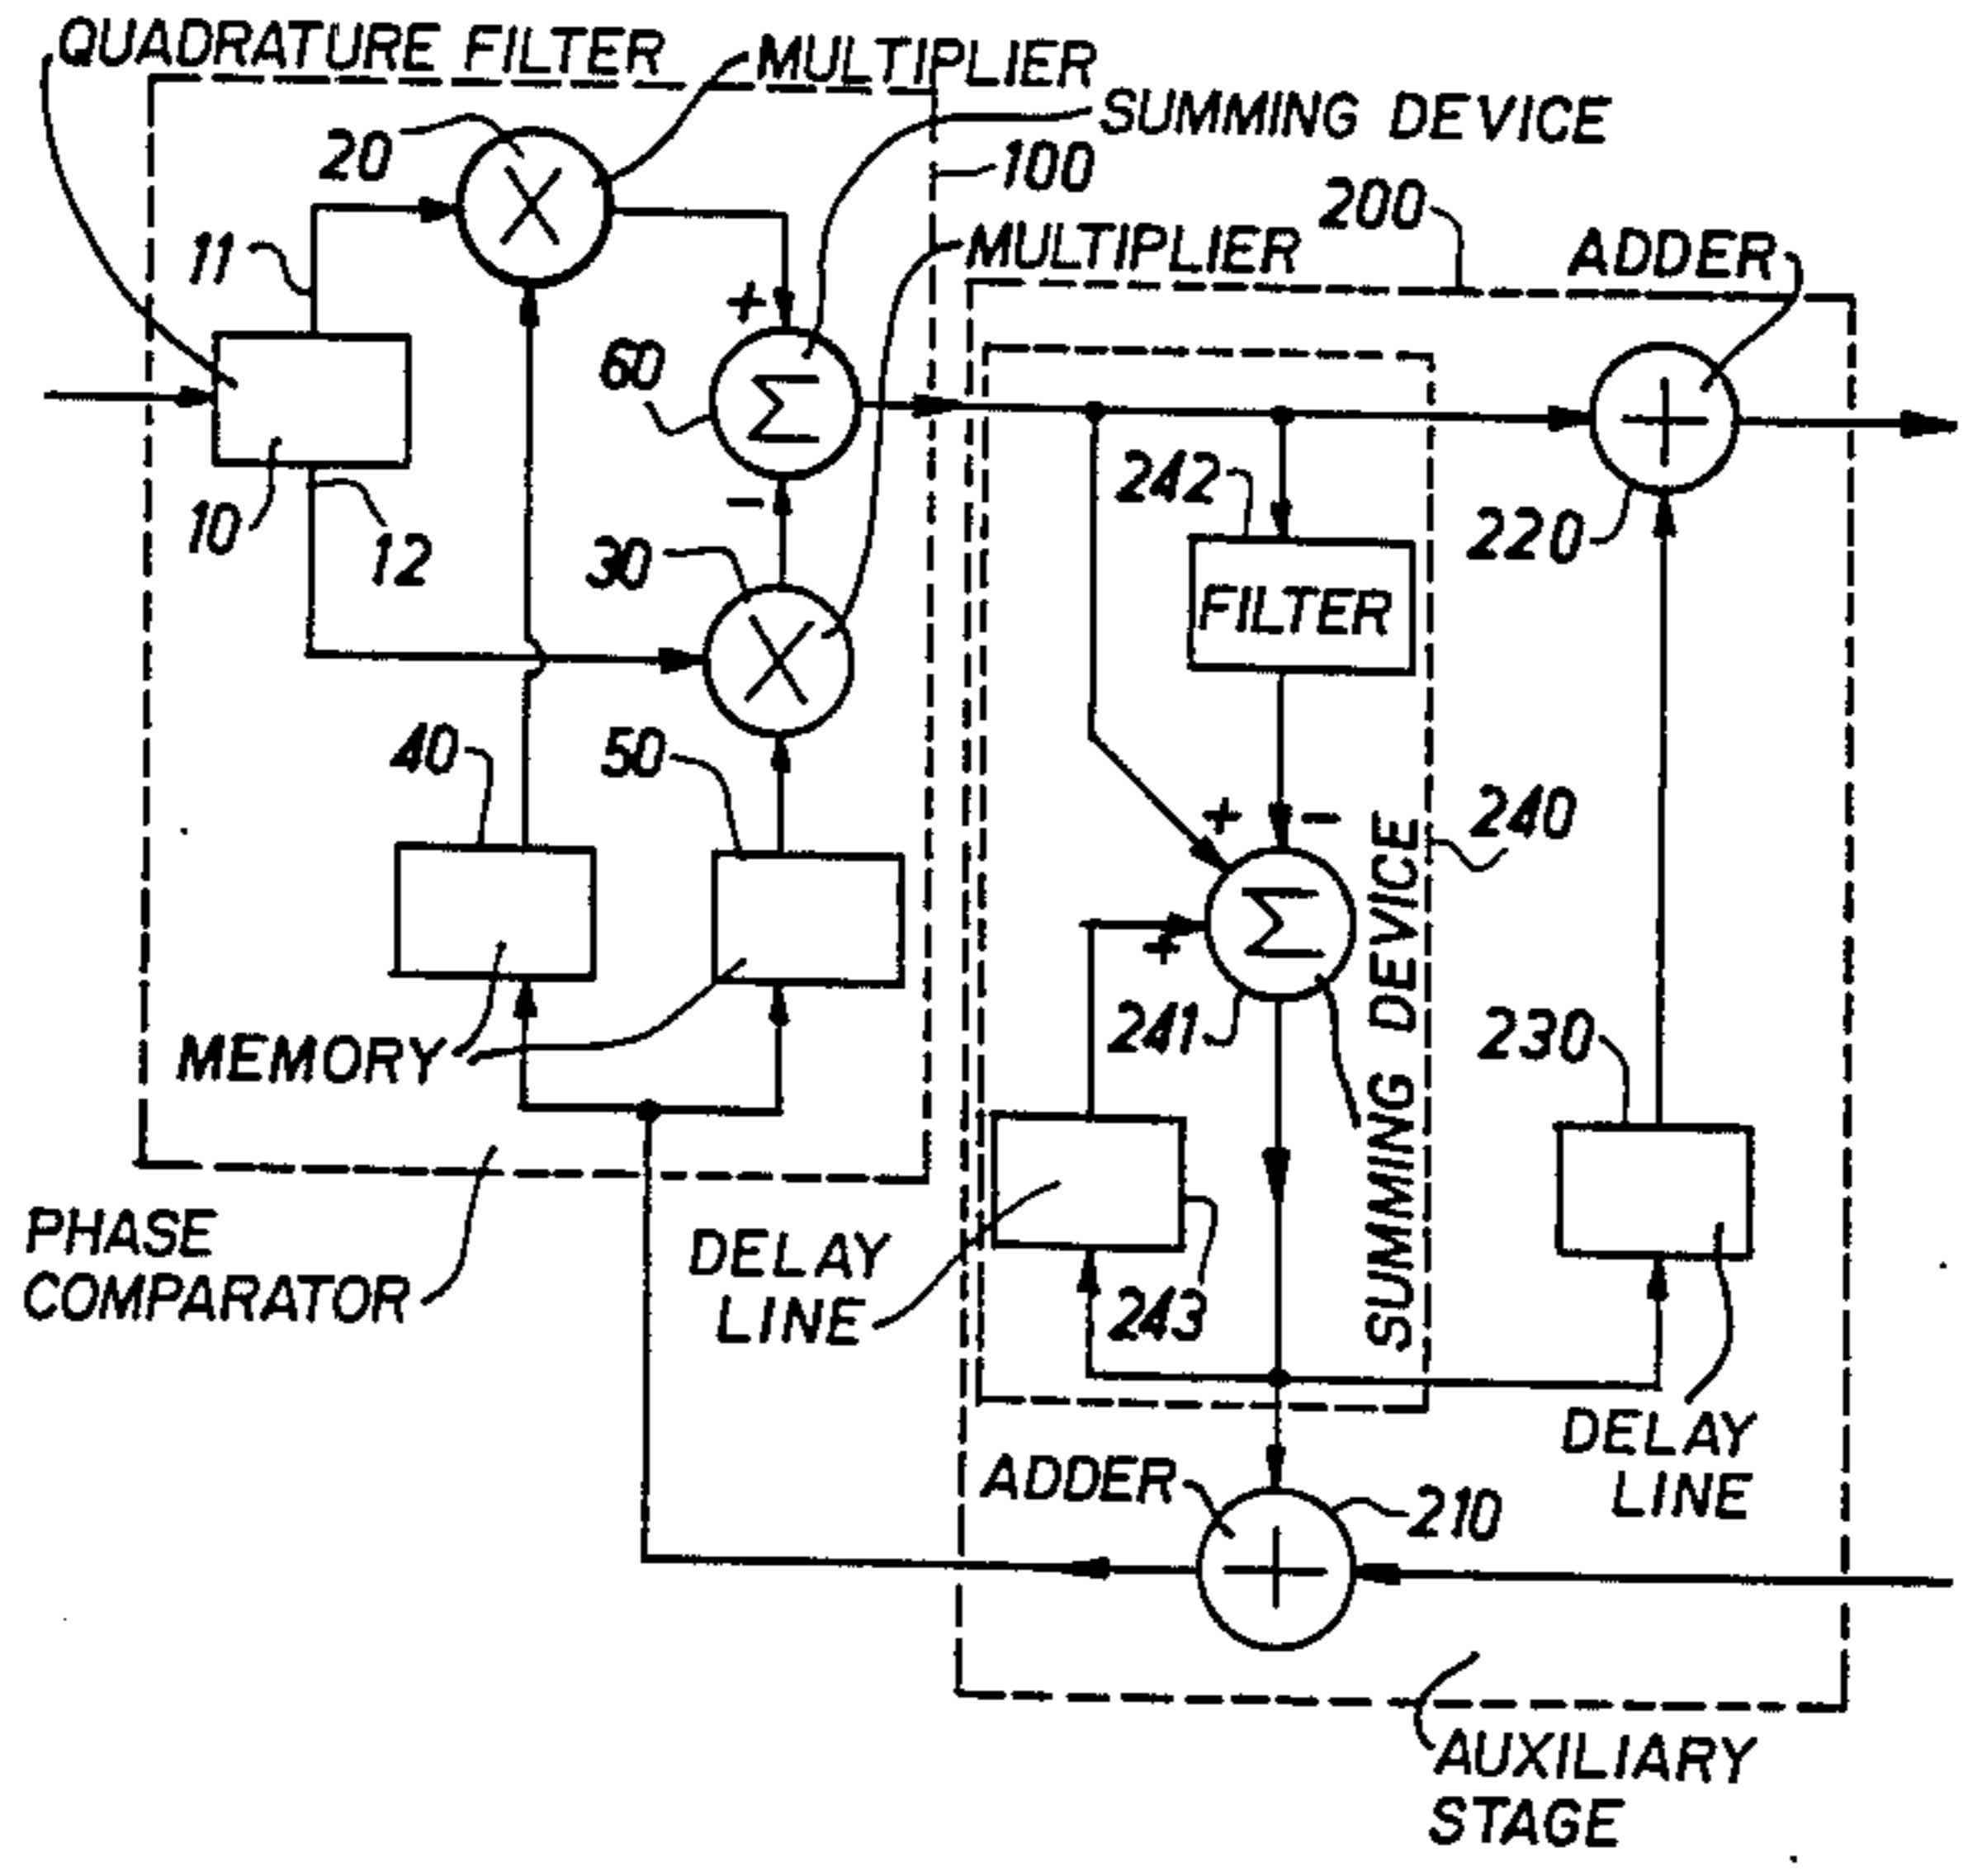 QUADRATURE FILTER
MULTIPLIER
SUMMING DEVICE
20
100
200
11
MULTIPLIER
ADDER
+
60
Σ
+
242
10
-
220
12
30
FILTER
40
50
+ -
240
Σ
+
241
230
MEMORY
SUMMING DEVICE
PHASE
COMPARATOR
DELAY
LINE
243
DELAY
LINE
ADDER
210
+
AUXILIARY
STAGE